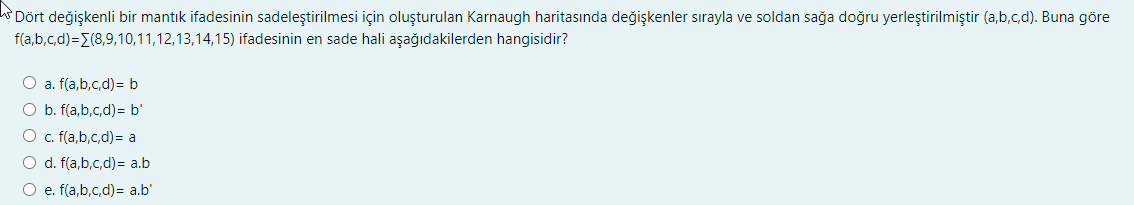 Dört değişkenli bir mantık ifadesinin sadeleştirilmesi için oluşturulan Karnaugh haritasında değişkenler sırayla ve soldan sağa doğru yerleştirilmiştir (a,b,c,d). Buna göre
f(a,b,c,d)=∑(8,9,10,11,12,13,14,15) ifadesinin en sade hali aşağıdakilerden hangisidir?
a. f(a,b,c,d)= b
b. f(a,b,c,d)= b'
c. f(a,b,c,d)= a
d. f(a,b,c,d)= a.b
e. f(a,b,c,d)= a.b'